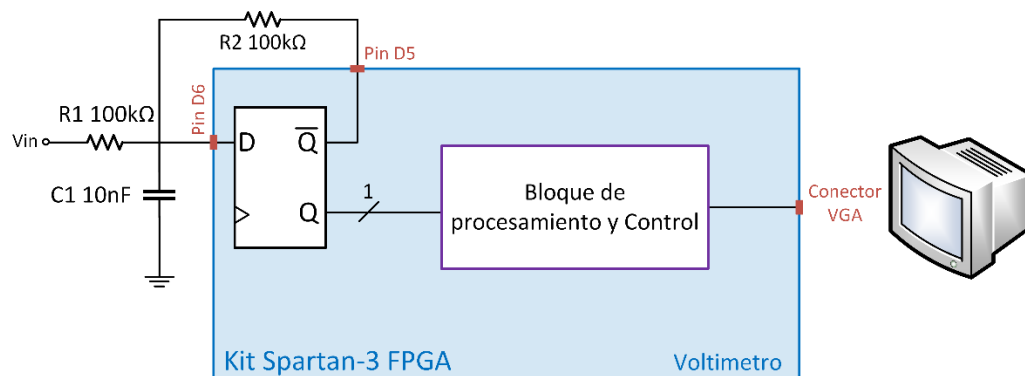 R2 100kΩ
Pin D5
Pin D6
R1 100kΩ
Vin
D
Q
C1 10nF
Q
1
Bloque de
procesamiento y Control
Conector
VGA
Kit Spartan-3 FPGA
Voltimetro